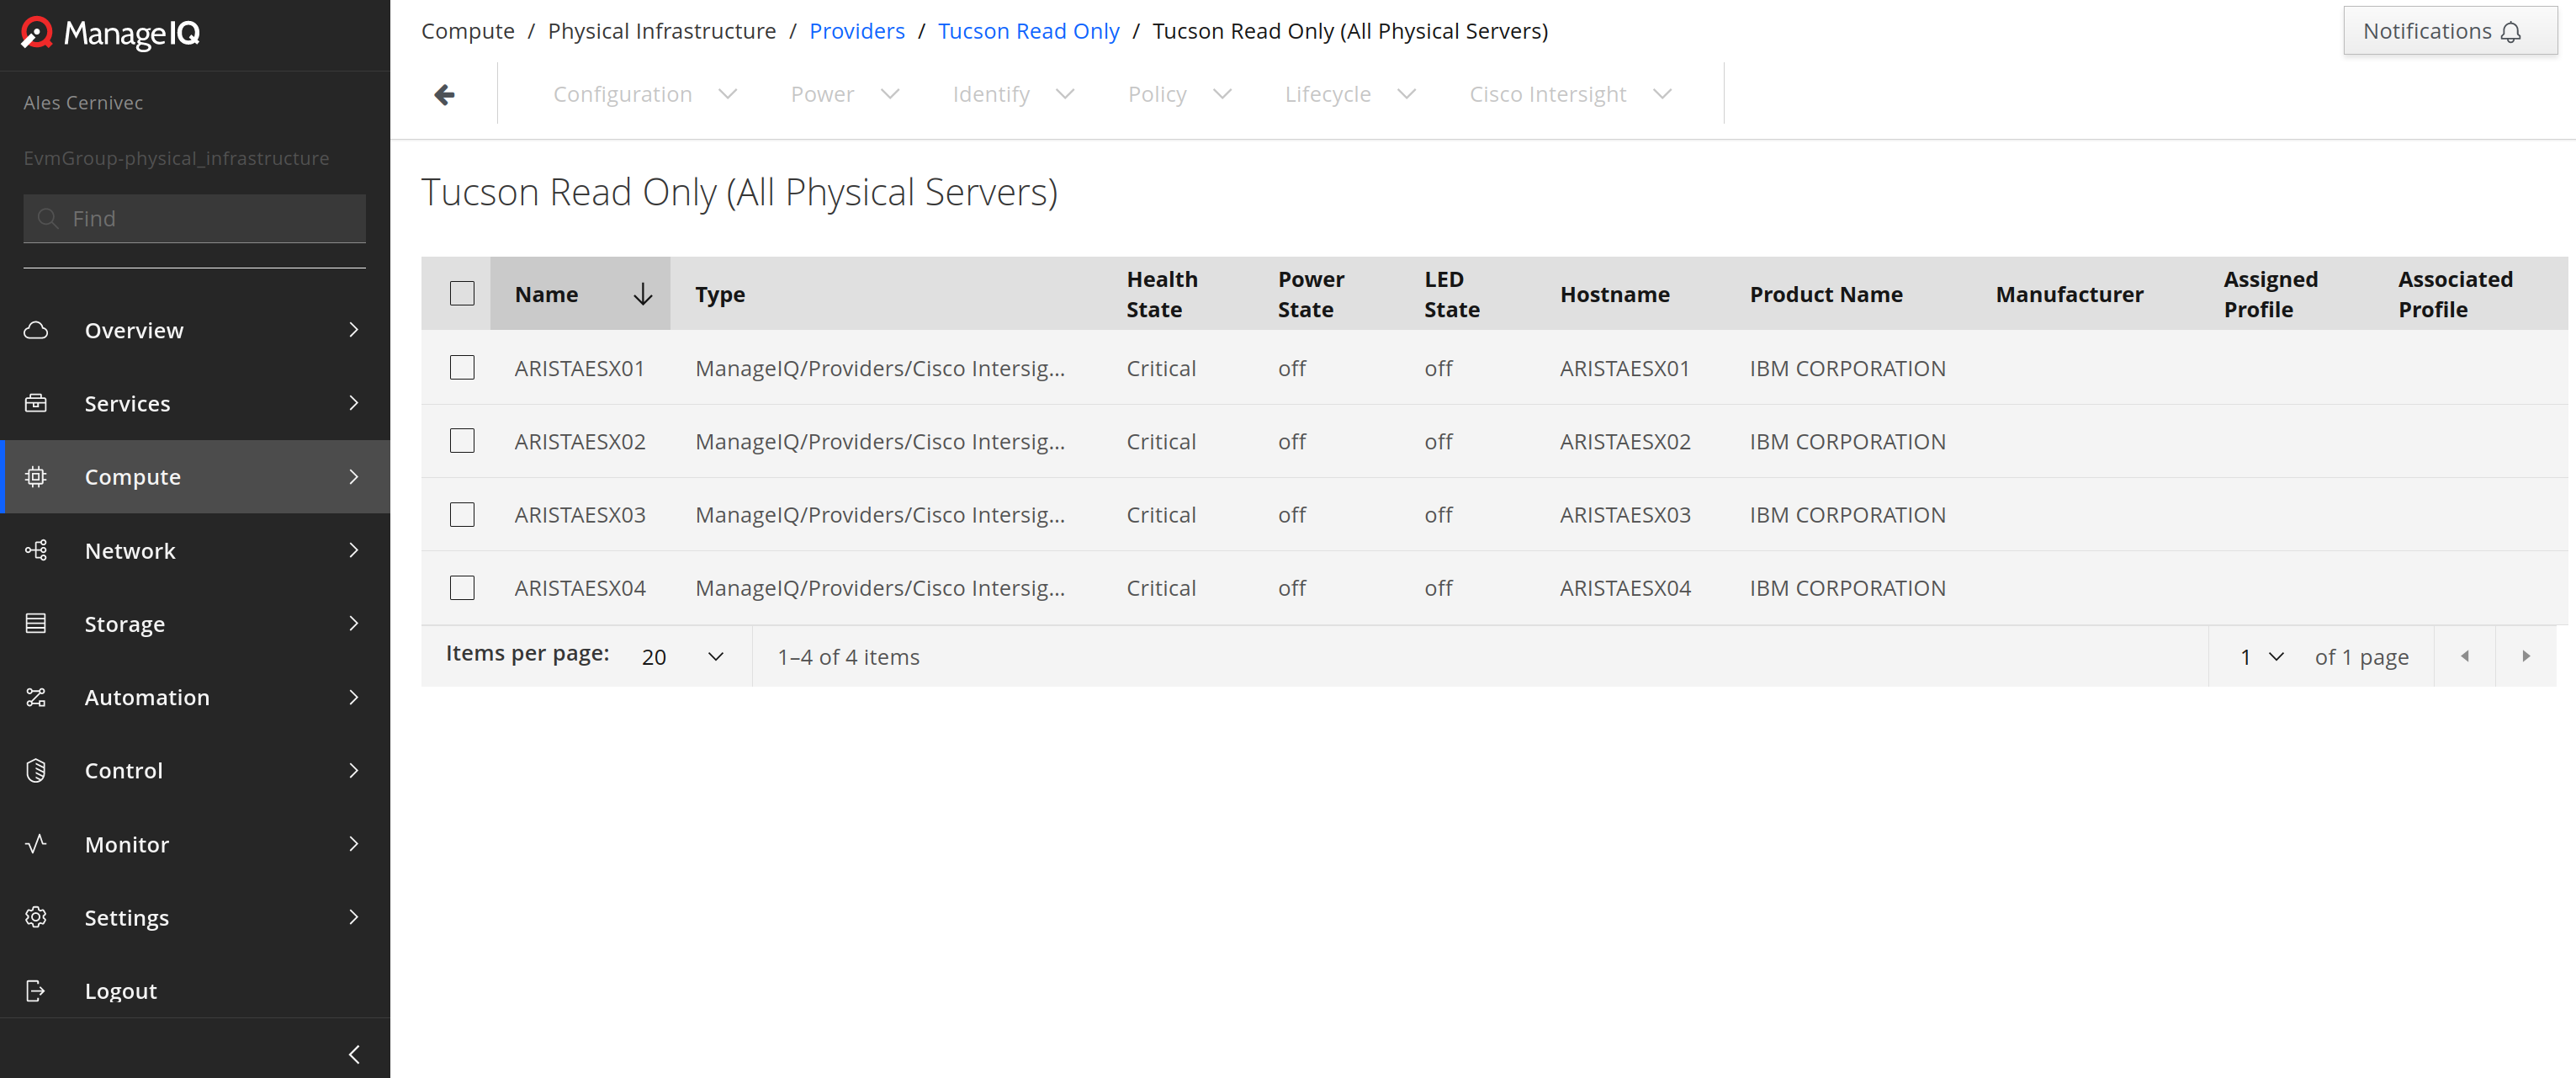 ManageIQ
Ales Cernivec
EvmGroup-physical_infrastructure
Find
Overview
Services
Compute
Network
Storage
Automation
Control
Monitor
Settings
Logout
Compute / Physical Infrastructure / Providers / Tucson Read Only / Tucson Read Only (All Physical Servers)
Notifications
Configuration Power Identify Policy Lifecycle Cisco Intersight
Tucson Read Only (All Physical Servers)
Name Type Health State Power State LED State Hostname Product Name Manufacturer Assigned Profile Associated Profile
ARISTAESX01 ManageIQ/Providers/Cisco Intersig... Critical off off ARISTAESX01 IBM CORPORATION
ARISTAESX02 ManageIQ/Providers/Cisco Intersig... Critical off off ARISTAESX02 IBM CORPORATION
ARISTAESX03 ManageIQ/Providers/Cisco Intersig... Critical off off ARISTAESX03 IBM CORPORATION
ARISTAESX04 ManageIQ/Providers/Cisco Intersig... Critical off off ARISTAESX04 IBM CORPORATION
Items per page: 20 1–4 of 4 items 1 of 1 page